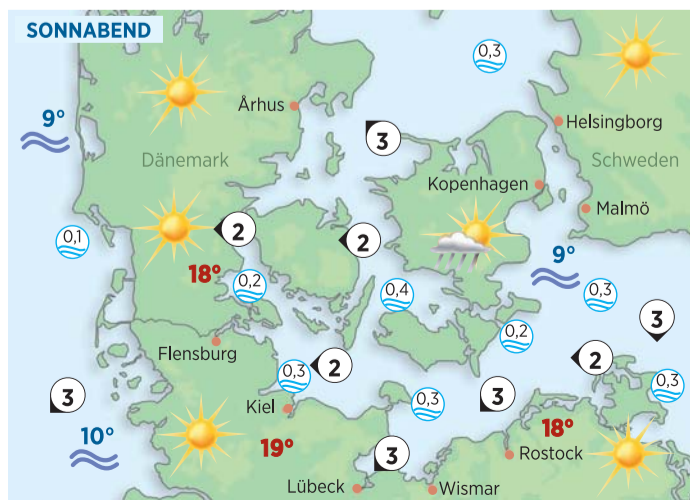 SONNABEND
0,3
9°
Århus
3
Helsingborg
Dänemark
Schweden
Kopenhagen
Malmö
2
2
0,1
9°
18°
0,2
0,4
0,3
3
0,2
Flensburg
2
2
0,3
0,3
3
0,3
3
Kiel
18°
10°
19°
Rostock
3
Lübeck
Wismar